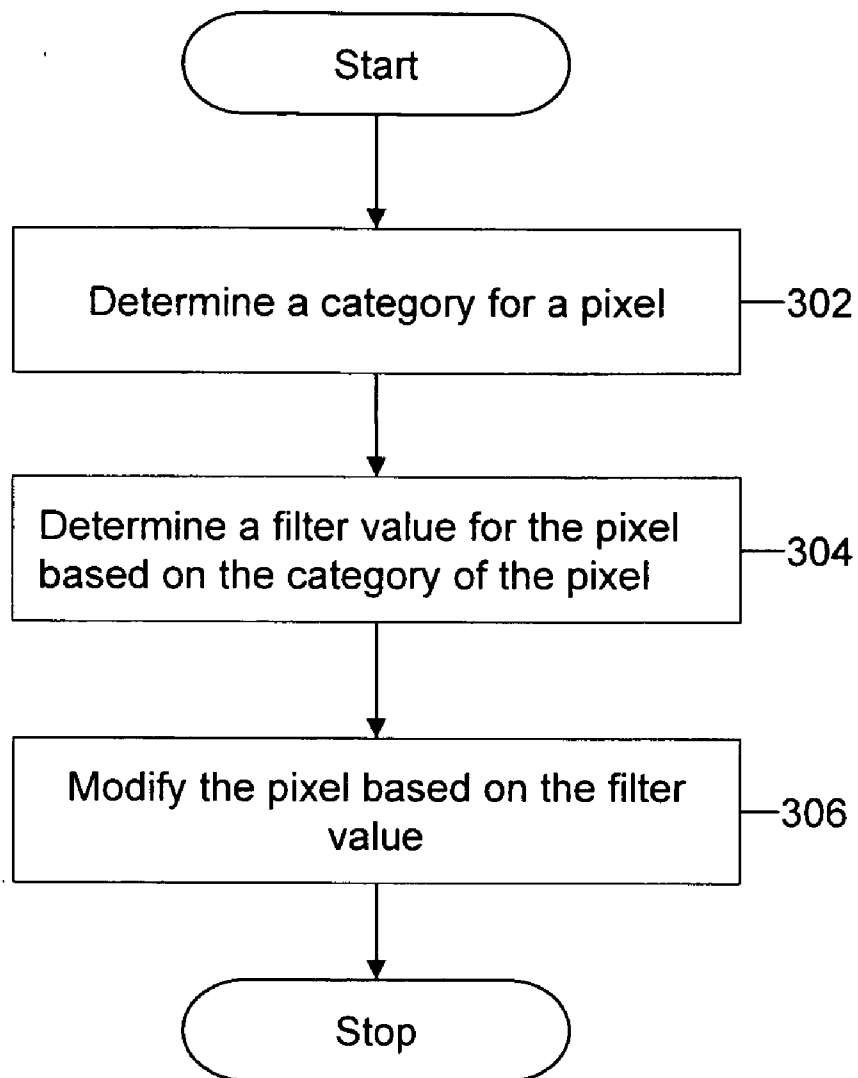 Start
Determine a category for a pixel
302
Determine a filter value for the pixel
based on the category of the pixel
304
Modify the pixel based on the filter
value
306
Stop